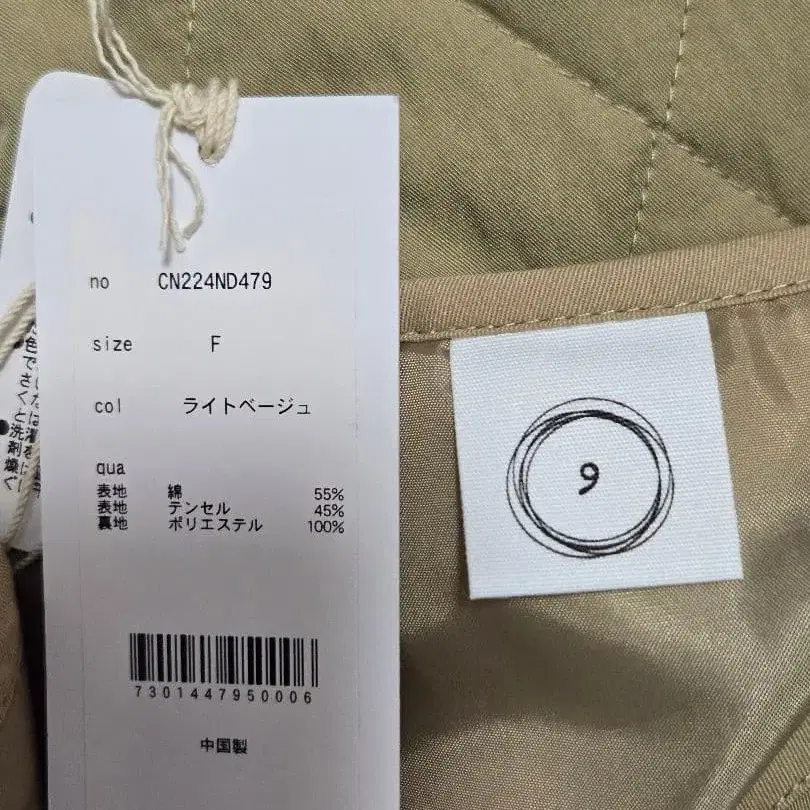 no CN224ND479
size F
col ライトベージュ
qua
表地 綿 55%
表地 テンセル 45%
裏地 ポリエステル 100%
7301447950006
中国製
9